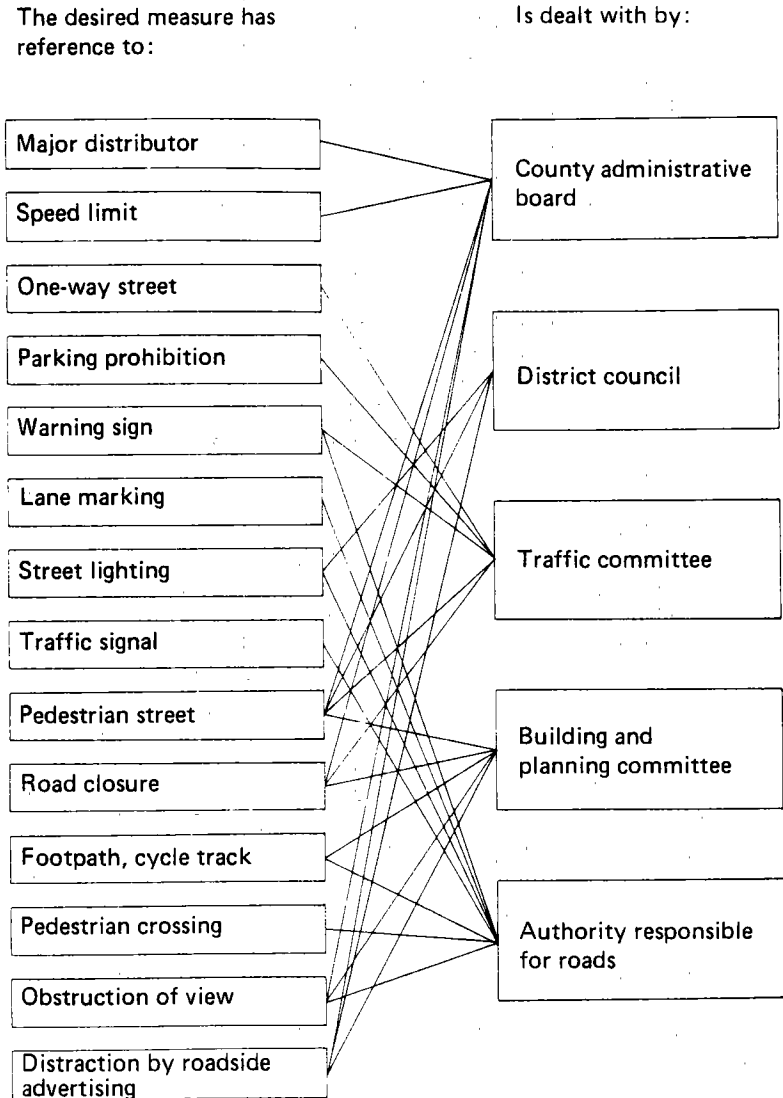 The desired measure has
reference to:
Is dealt with by:
Major distributor
Speed limit
One-way street
Parking prohibition
Warning sign
Lane marking
Street lighting
Traffic signal
Pedestrian street
Road closure
Footpath, cycle track
Pedestrian crossing
Obstruction of view
Distraction by roadside
advertising
County administrative
board
District council
Traffic committee
Building and
planning committee
Authority responsible
for roads